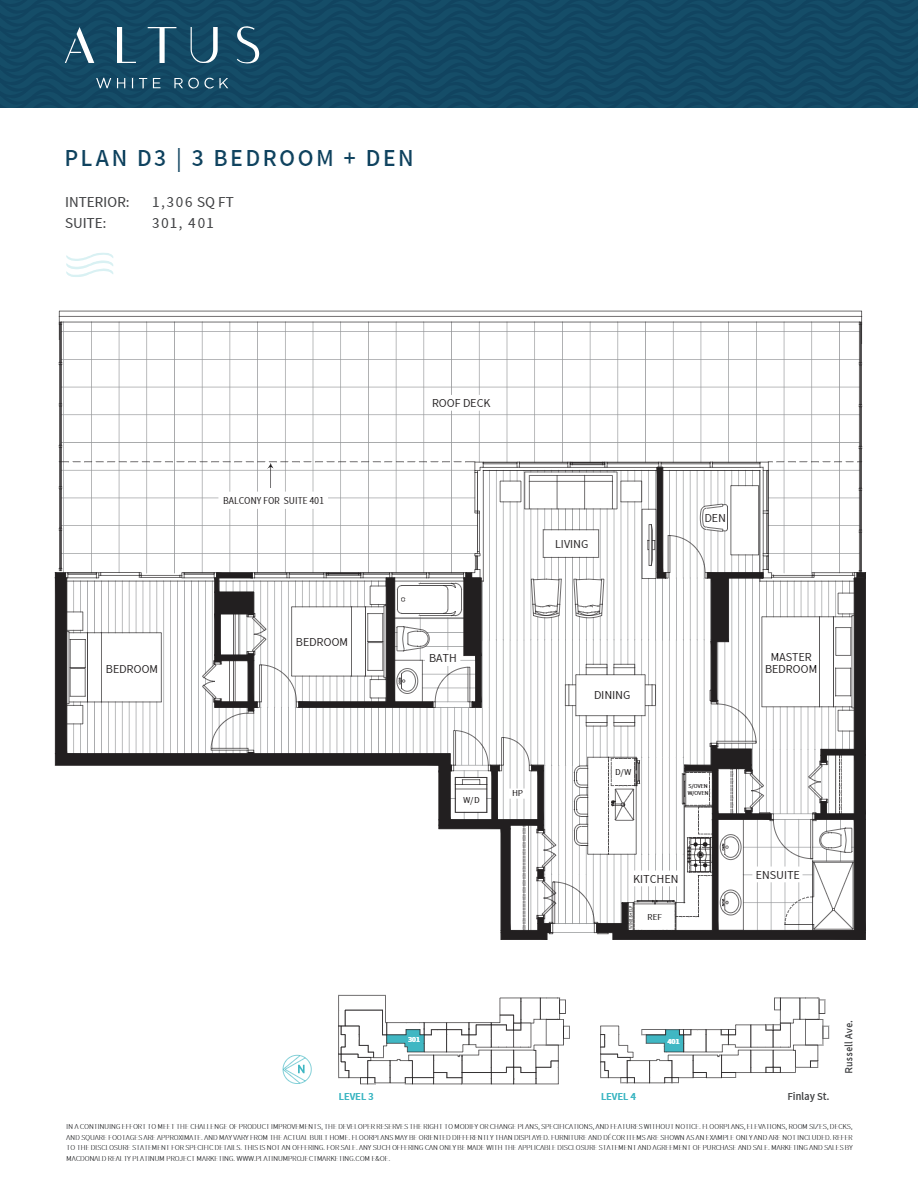 ALTUS
WHITE ROCK
PLAN D3 | 3 BEDROOM + DEN
INTERIOR: 1,306 SQ FT
SUITE: 301, 401
ROOF DECK
BALCONY FOR SUITE 401
DEN
LIVING
BEDROOM
BEDROOM
BATH
MASTER
BEDROOM
DINING
D/W
S/OVEN
W/OVEN
W/D
HP
KITCHEN
ENSUITE
REF
301
401
N
LEVEL 3
LEVEL 4
Finlay St.
Russell Ave.
IN A CONTINUING EFFORT TO MEET THE CHALLENGE OF PRODUCT IMPROVEMENTS, THE DEVELOPER RESERVES THE RIGHT TO MODIFY OR CHANGE PLANS, SPECIFICATIONS, AND FEATURES WITHOUT NOTICE. FLOORPLANS, ELEVATIONS, ROOM SIZES, DECKS,
AND SQUARE FOOTAGES ARE APPROXIMATE. AND MAY VARY FROM THE ACTUAL BUILT HOME. FLOORPLANS MAY BE ORIENTED DIFFERENTLY THAN DISPLAYED. FURNITURE AND DÉCOR ITEMS ARE SHOWN AS AN EXAMPLE ONLY AND ARE NOT INCLUDED. REFER
TO THE DISCLOSURE STATEMENT FOR SPECIFIC DETAILS. THIS IS NOT AN OFFERING FOR SALE. ANY SUCH OFFERING CAN ONLY BE MADE WITH THE APPLICABLE DISCLOSURE STATEMENT AND AGREEMENT OF PURCHASE AND SALE. MARKETING AND SALES BY
MACDONALD REALTY PLATINUM PROJECT MARKETING. WWW.PLATINUMPROJECTMARKETING.COM E&OE.